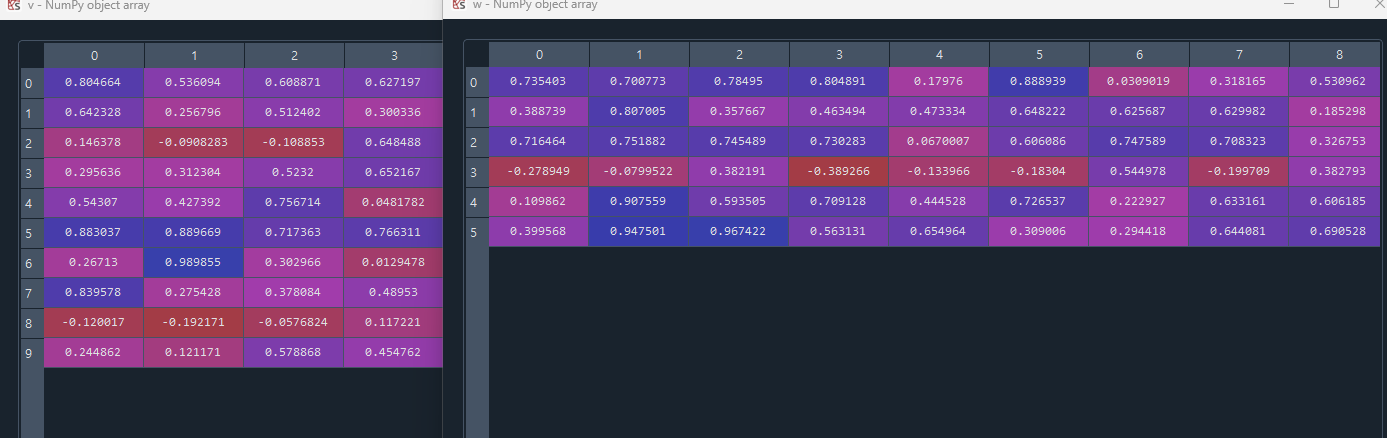 v - NumPy object array
0 1 2 3
0 0.804664 0.536094 0.608871 0.627197
1 0.642328 0.256796 0.512402 0.300336
2 0.146378 -0.0908283 -0.108853 0.648488
3 0.295636 0.312304 0.5232 0.652167
4 0.54307 0.427392 0.756714 0.0481782
5 0.883037 0.889669 0.717363 0.766311
6 0.26713 0.989855 0.302966 0.0129478
7 0.839578 0.275428 0.378084 0.48953
8 -0.120017 -0.192171 -0.0576824 0.117221
9 0.244862 0.121171 0.578868 0.454762
w - NumPy object array
0 1 2 3 4 5 6 7 8
0 0.735403 0.700773 0.78495 0.804891 0.17976 0.888939 0.0309019 0.318165 0.530962
1 0.388739 0.807005 0.357667 0.463494 0.473334 0.648222 0.625687 0.629982 0.185298
2 0.716464 0.751882 0.745489 0.730283 0.0670007 0.606086 0.747589 0.708323 0.326753
3 -0.278949 -0.0799522 0.382191 -0.389266 -0.133966 -0.18304 0.544978 -0.199709 0.382793
4 0.109862 0.907559 0.593505 0.709128 0.444528 0.726537 0.222927 0.633161 0.606185
5 0.399568 0.947501 0.967422 0.563131 0.654964 0.309006 0.294418 0.644081 0.690528